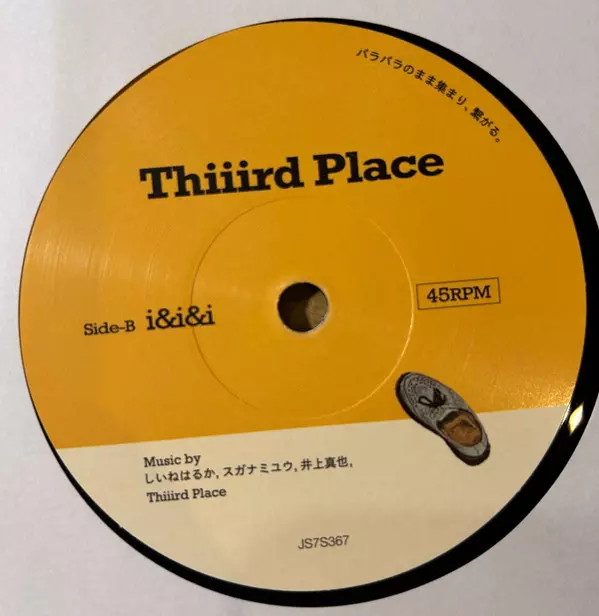 バラバラのまま集まり、繋がる。
Thiiird Place
45RPM
Side-B i&i&i
Music by
しいねはるか, スガナミユウ, 井上真也,
Thiiird Place
JS7S367